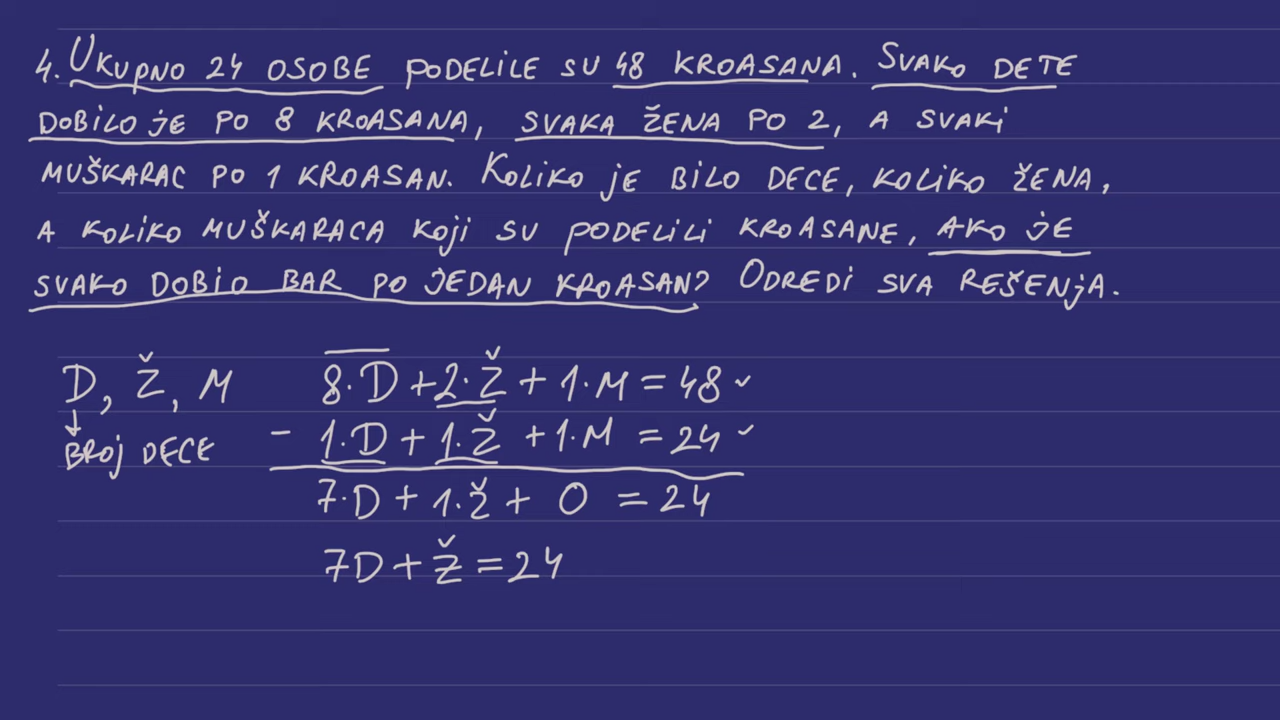 4. UKUPNO 24 OSOBE PODELILE SU 48 KROASANA. SVAKO DETE
DOBILO JE PO 8 KROASANA, SVAKA ŽENA PO 2, A SVAKI
MUŠKARAC PO 1 KROASAN. KOLIKO JE BILO DECE, KOLIKO ŽENA,
A KOLIKO MUŠKARACA KOJI SU PODELILI KROASANE, AKO JE
SVAKO DOBIO BAR PO JEDAN KROASAN? ODREDI SVA REŠENJA.
D, Ž, M 8·D + 2·Ž + 1·M = 48 ✓
↓
BROJ DECE − 1·D + 1·Ž + 1·M = 24 ✓
7·D + 1·Ž + 0 = 24
7D + Ž = 24